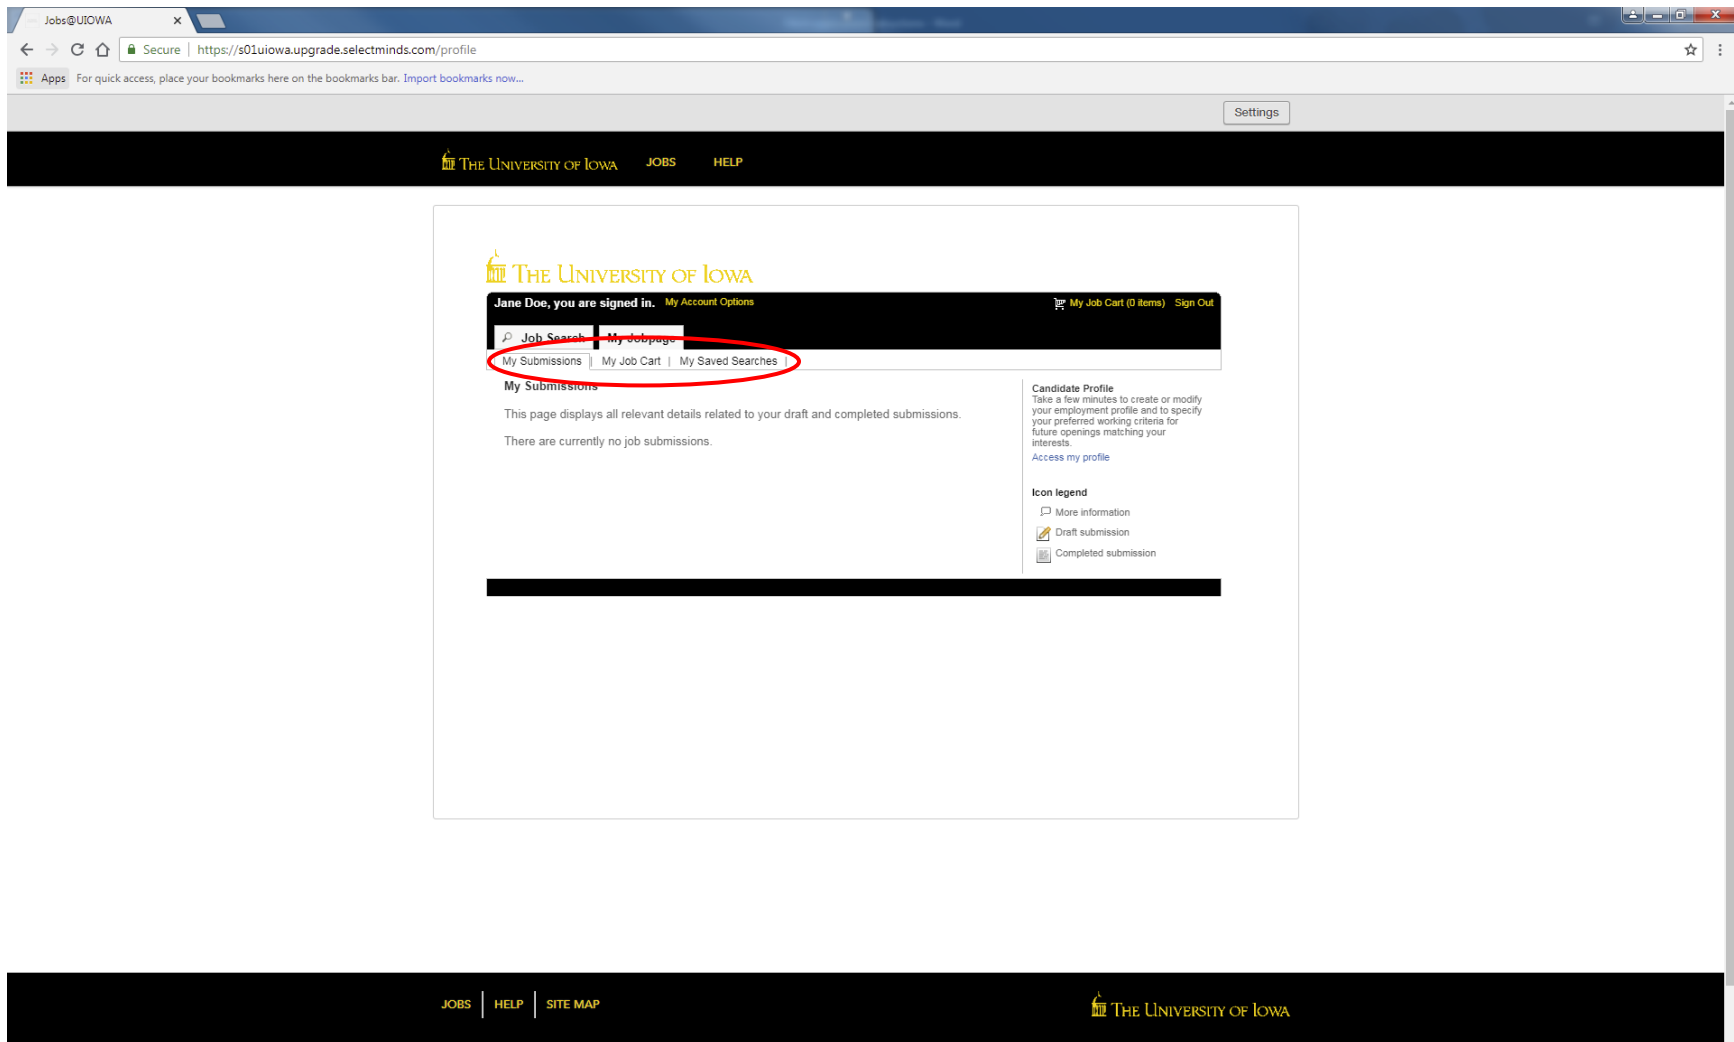 Jobs@UIOWA
Secure | https://s01uiowa.upgrade.selectminds.com/profile
Apps For quick access, place your bookmarks here on the bookmarks bar. Import bookmarks now...
Settings
THE UNIVERSITY OF IOWA JOBS HELP
THE UNIVERSITY OF IOWA
Jane Doe, you are signed in. My Account Options My Job Cart (0 items) Sign Out
Job Search My Jobpage
My Submissions | My Job Cart | My Saved Searches |
My Submissions
This page displays all relevant details related to your draft and completed submissions.
There are currently no job submissions.
Candidate Profile
Take a few minutes to create or modify
your employment profile and to specify
your preferred working criteria for
future openings matching your
interests.
Access my profile
Icon legend
More information
Draft submission
Completed submission
JOBS HELP SITE MAP THE UNIVERSITY OF IOWA